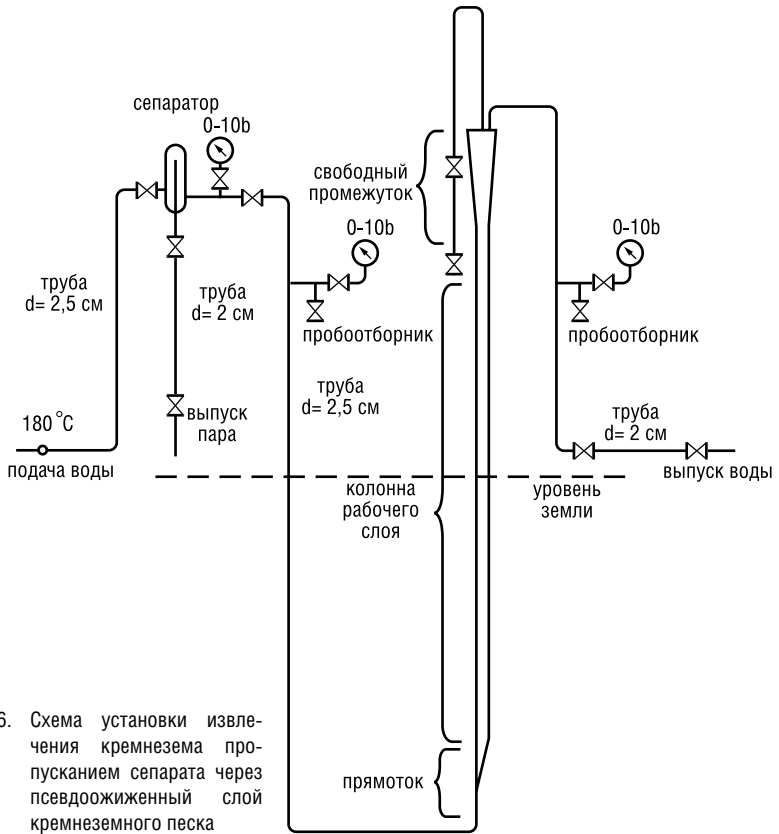 сепаратор
0-10b
свободный
промежуток
0-10b
0-10b
труба
d= 2,5 см
труба
d= 2 см
пробоотборник
пробоотборник
труба
d= 2,5 см
180 °C
выпуск
пара
труба
d= 2 см
подача воды
выпуск воды
колонна
рабочего
слоя
уровень
земли
6. Схема установки извле-
чения кремнезема про-
пусканием сепарата через
псевдоожиженный слой
кремнеземного песка
прямоток